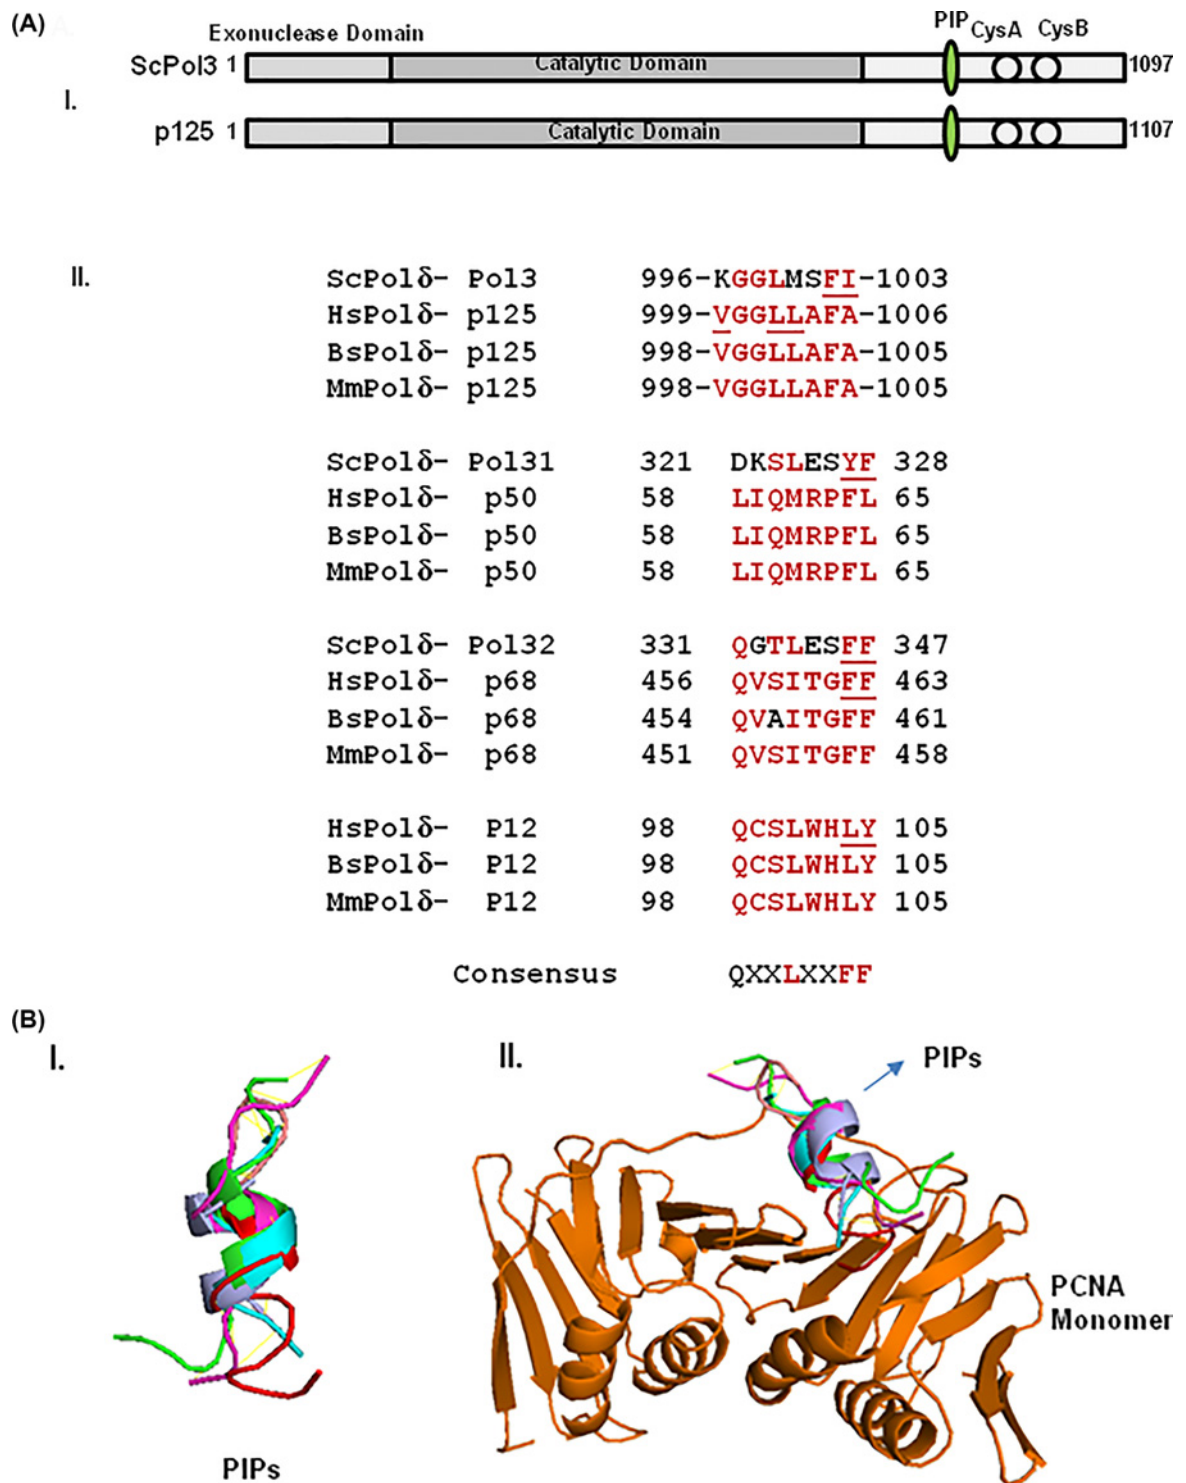 (A) A.
PIP CysA CysB
Exonuclease Domain
ScPol3 1 Catalytic Domain 1097
I.
p125 1 Catalytic Domain 1107
II.
ScPolδ- Pol3 996-KGGLMSFI-1003
HsPolδ- p125 999-VGGLLAFA-1006
BsPolδ- p125 998-VGGLLAFA-1005
MmPolδ- p125 998-VGGLLAFA-1005
ScPolδ- Pol31 321 DKSLESYF 328
HsPolδ- p50 58 LIQMRPFL 65
BsPolδ- p50 58 LIQMRPFL 65
MmPolδ- p50 58 LIQMRPFL 65
ScPolδ- Pol32 331 QGTLESFF 347
HsPolδ- p68 456 QVSITGFF 463
BsPolδ- p68 454 QVAITGFF 461
MmPolδ- p68 451 QVSITGFF 458
HsPolδ- P12 98 QCSLWHLY 105
BsPolδ- P12 98 QCSLWHLY 105
MmPolδ- P12 98 QCSLWHLY 105
Consensus QXXLXXFF
(B)
I.
PIPs
II.
PIPs
PCNA
Monomer